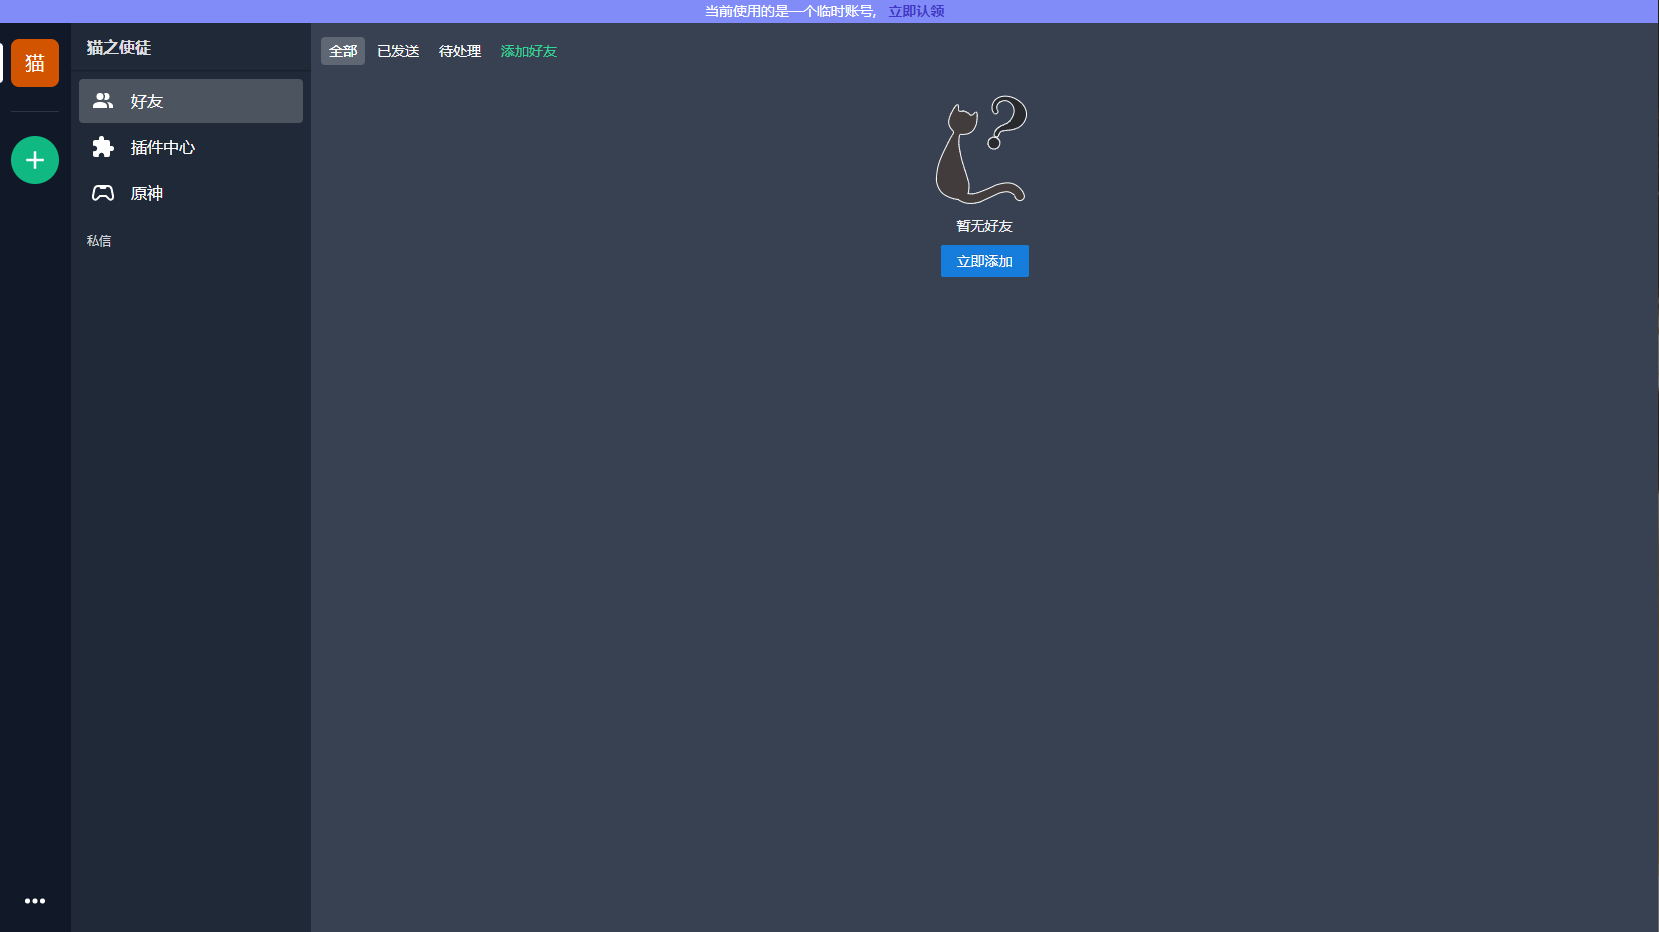 当前使用的是一个临时账号, 立即认领
猫
猫之使徒
好友
插件中心
原神
私信
全部 已发送 待处理 添加好友
?
暂无好友
立即添加